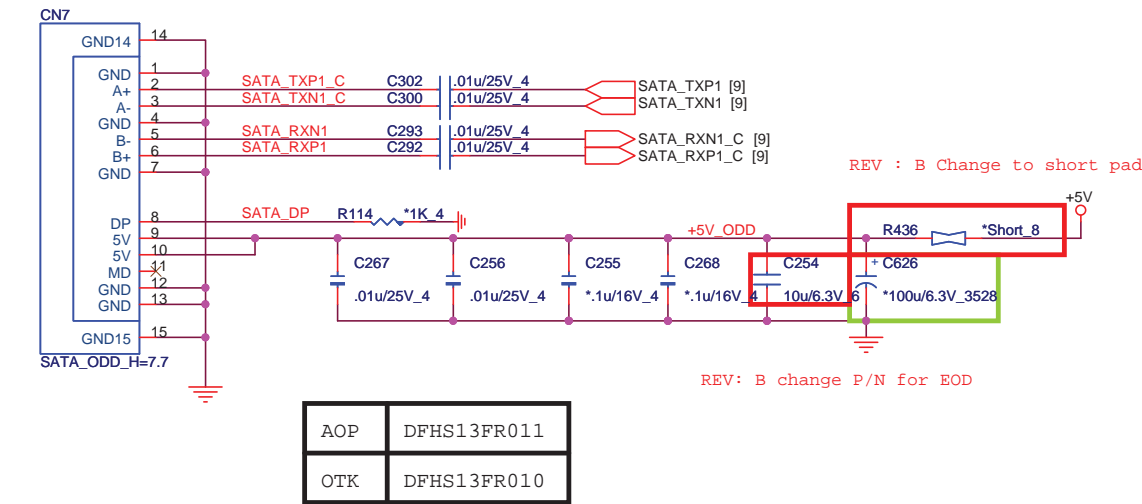 CN7
GND14 14
GND 1
A+ 2 SATA_TXP1_C C302 .01u/25V_4 SATA_TXP1 [9]
A- 3 SATA_TXN1_C C300 .01u/25V_4 SATA_TXN1 [9]
GND 4
B- 5 SATA_RXN1 C293 .01u/25V_4 SATA_RXN1_C [9]
B+ 6 SATA_RXP1 C292 .01u/25V_4 SATA_RXP1_C [9]
GND 7
REV : B Change to short pad
+5V
DP 8 SATA_DP R114 *1K_4
5V 9 +5V_ODD R436 *Short_8
5V 10
MD 11
GND 12
GND 13
C267 C256 C255 C268 C254 + C626
.01u/25V_4 .01u/25V_4 *.1u/16V_4 *.1u/16V_4 10u/6.3V_6 *100u/6.3V_3528
GND15 15
SATA_ODD_H=7.7
REV: B change P/N for EOD
AOP DFHS13FR011
OTK DFHS13FR010